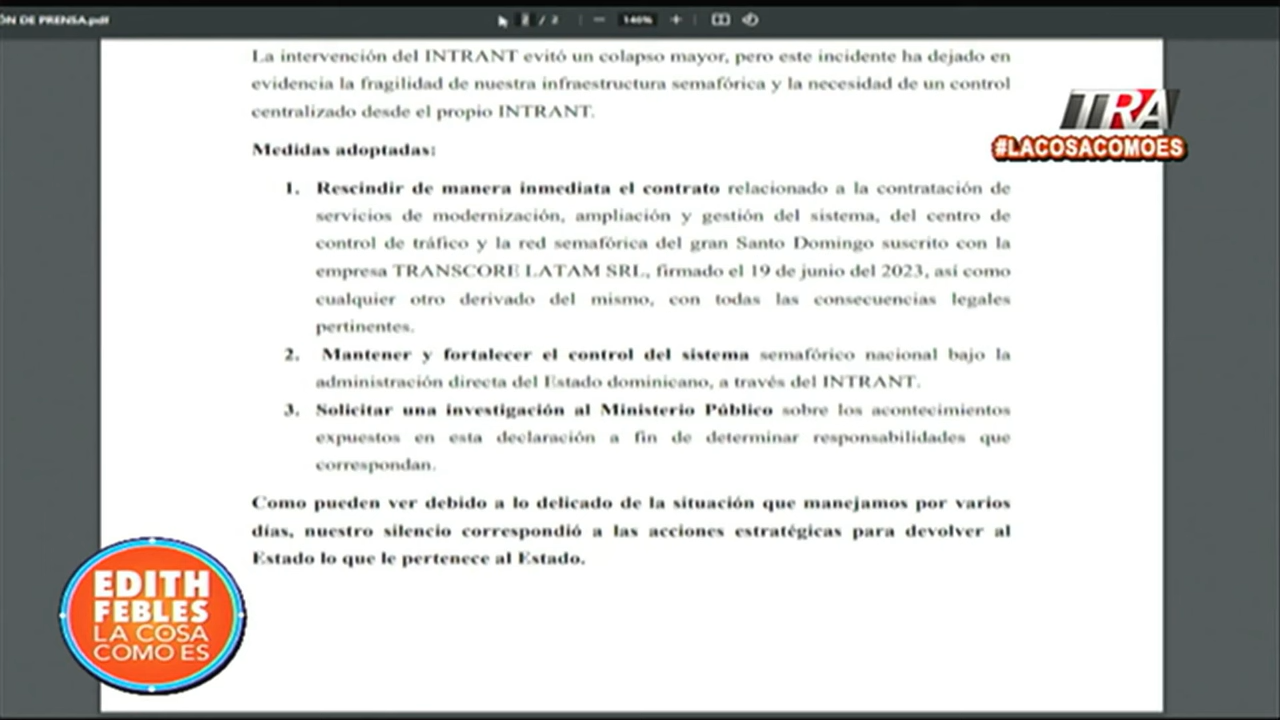 ÓN DE PRENSA.pdf
2 / 2
146%
La intervención del INTRANT evitó un colapso mayor, pero este incidente ha dejado en
evidencia la fragilidad de nuestra infraestructura semafórica y la necesidad de un control
centralizado desde el propio INTRANT.
TRA
#LACOSACOMOES
Medidas adoptadas:
1. Rescindir de manera inmediata el contrato relacionado a la contratación de
servicios de modernización, ampliación y gestión del sistema, del centro de
control de tráfico y la red semafórica del gran Santo Domingo suscrito con la
empresa TRANSCORE LATAM SRL, firmado el 19 de junio del 2023, así como
cualquier otro derivado del mismo, con todas las consecuencias legales
pertinentes.
2. Mantener y fortalecer el control del sistema semafórico nacional bajo la
administración directa del Estado dominicano, a través del INTRANT.
3. Solicitar una investigación al Ministerio Público sobre los acontecimientos
expuestos en esta declaración a fin de determinar responsabilidades que
correspondan.
Como pueden ver debido a lo delicado de la situación que manejamos por varios
días, nuestro silencio correspondió a las acciones estratégicas para devolver al
Estado lo que le pertenece al Estado.
EDITH
FEBLES
LA COSA
COMO ES